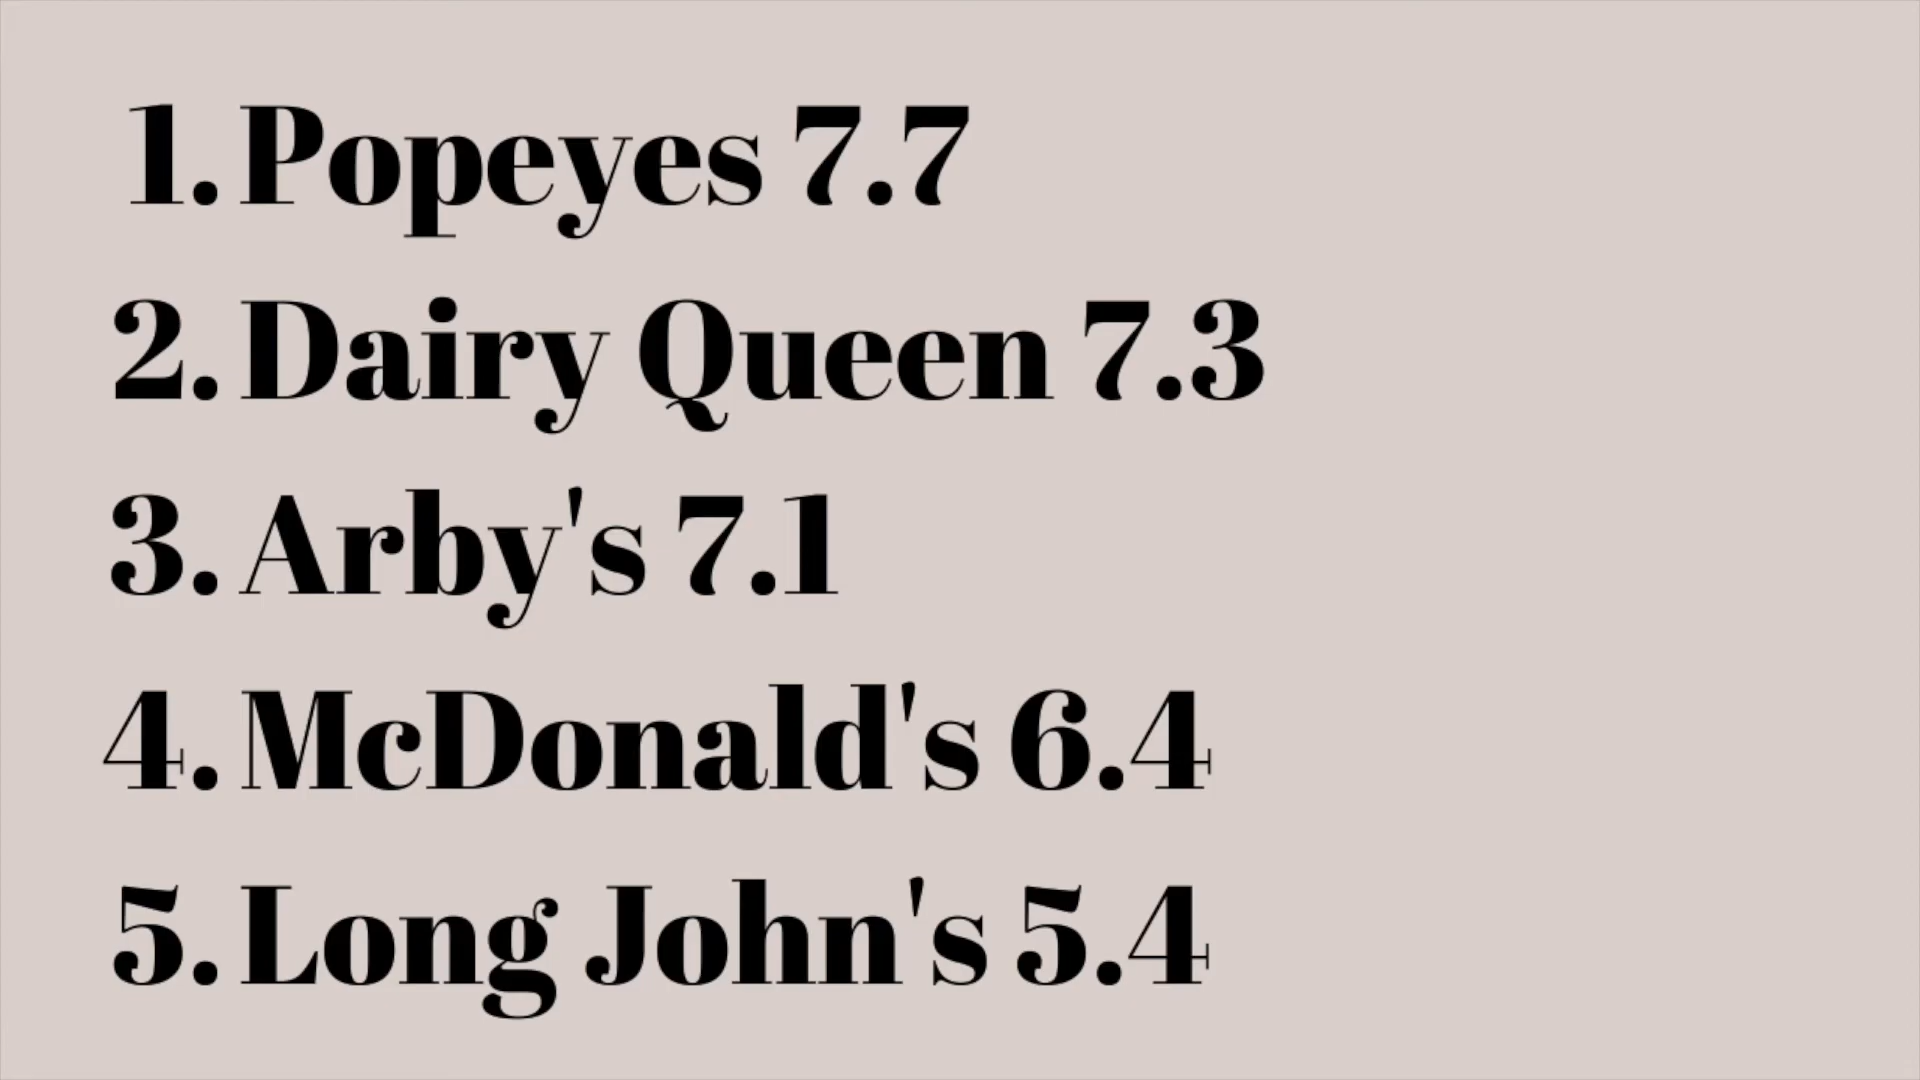 1. Popeyes 7.7
2. Dairy Queen 7.3
3. Arby's 7.1
4. McDonald's 6.4
5. Long John's 5.4